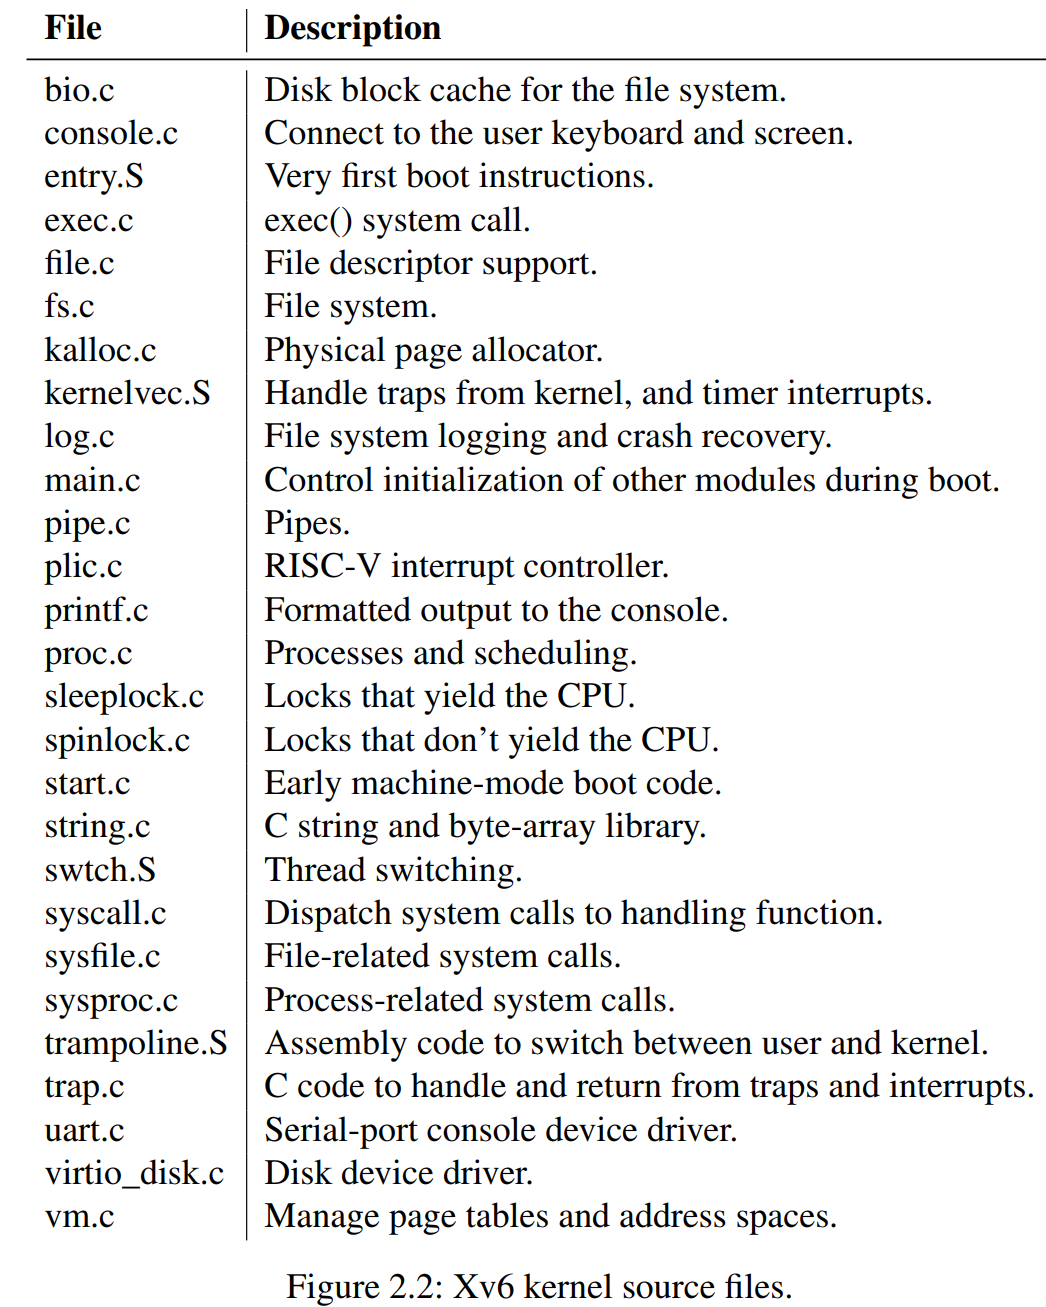 File Description
bio.c Disk block cache for the file system.
console.c Connect to the user keyboard and screen.
entry.S Very first boot instructions.
exec.c exec() system call.
file.c File descriptor support.
fs.c File system.
kalloc.c Physical page allocator.
kernelvec.S Handle traps from kernel, and timer interrupts.
log.c File system logging and crash recovery.
main.c Control initialization of other modules during boot.
pipe.c Pipes.
plic.c RISC-V interrupt controller.
printf.c Formatted output to the console.
proc.c Processes and scheduling.
sleeplock.c Locks that yield the CPU.
spinlock.c Locks that don’t yield the CPU.
start.c Early machine-mode boot code.
string.c C string and byte-array library.
swtch.S Thread switching.
syscall.c Dispatch system calls to handling function.
sysfile.c File-related system calls.
sysproc.c Process-related system calls.
trampoline.S Assembly code to switch between user and kernel.
trap.c C code to handle and return from traps and interrupts.
uart.c Serial-port console device driver.
virtio_disk.c Disk device driver.
vm.c Manage page tables and address spaces.
Figure 2.2: Xv6 kernel source files.